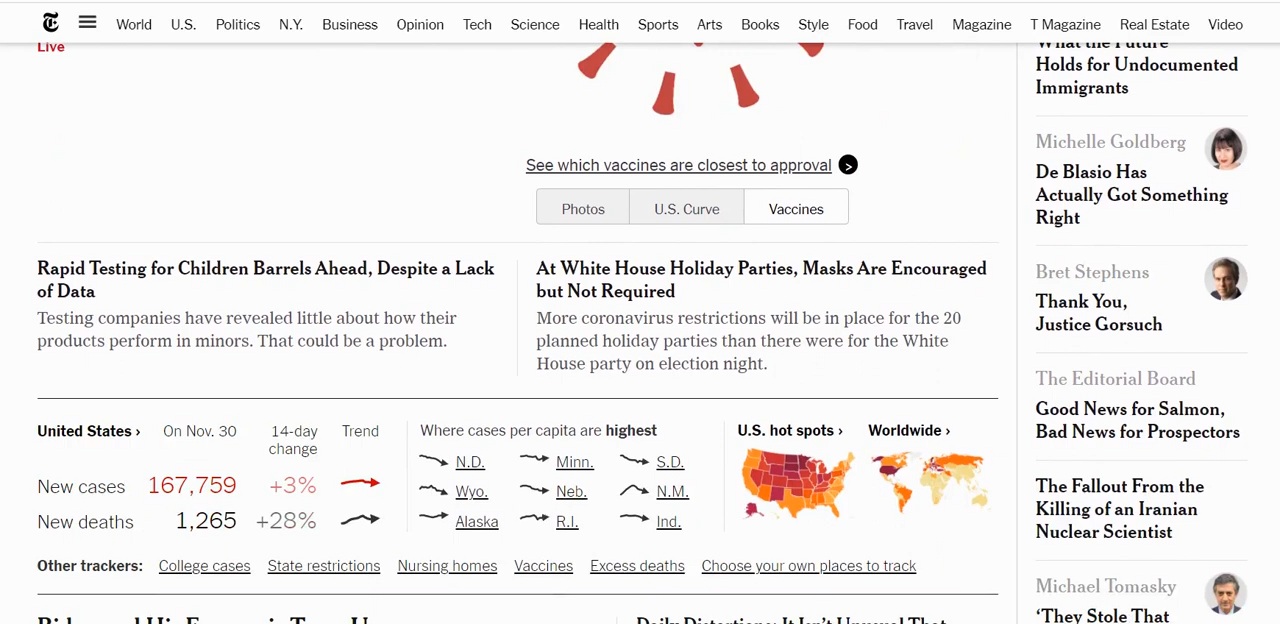 World U.S. Politics N.Y. Business Opinion Tech Science Health Sports Arts Books Style Food Travel Magazine T Magazine Real Estate Video
Live
See which vaccines are closest to approval
Photos U.S. Curve Vaccines
Rapid Testing for Children Barrels Ahead, Despite a Lack
of Data
Testing companies have revealed little about how their
products perform in minors. That could be a problem.
At White House Holiday Parties, Masks Are Encouraged
but Not Required
More coronavirus restrictions will be in place for the 20
planned holiday parties than there were for the White
House party on election night.
United States › On Nov. 30 14-day change Trend
New cases 167,759 +3%
New deaths 1,265 +28%
Where cases per capita are highest
N.D. Minn. S.D.
Wyo. Neb. N.M.
Alaska R.I. Ind.
U.S. hot spots › Worldwide ›
Other trackers: College cases State restrictions Nursing homes Vaccines Excess deaths Choose your own places to track
What the Future
Holds for Undocumented
Immigrants
Michelle Goldberg
De Blasio Has
Actually Got Something
Right
Bret Stephens
Thank You,
Justice Gorsuch
The Editorial Board
Good News for Salmon,
Bad News for Prospectors
The Fallout From the
Killing of an Iranian
Nuclear Scientist
Michael Tomasky
‘They Stole That